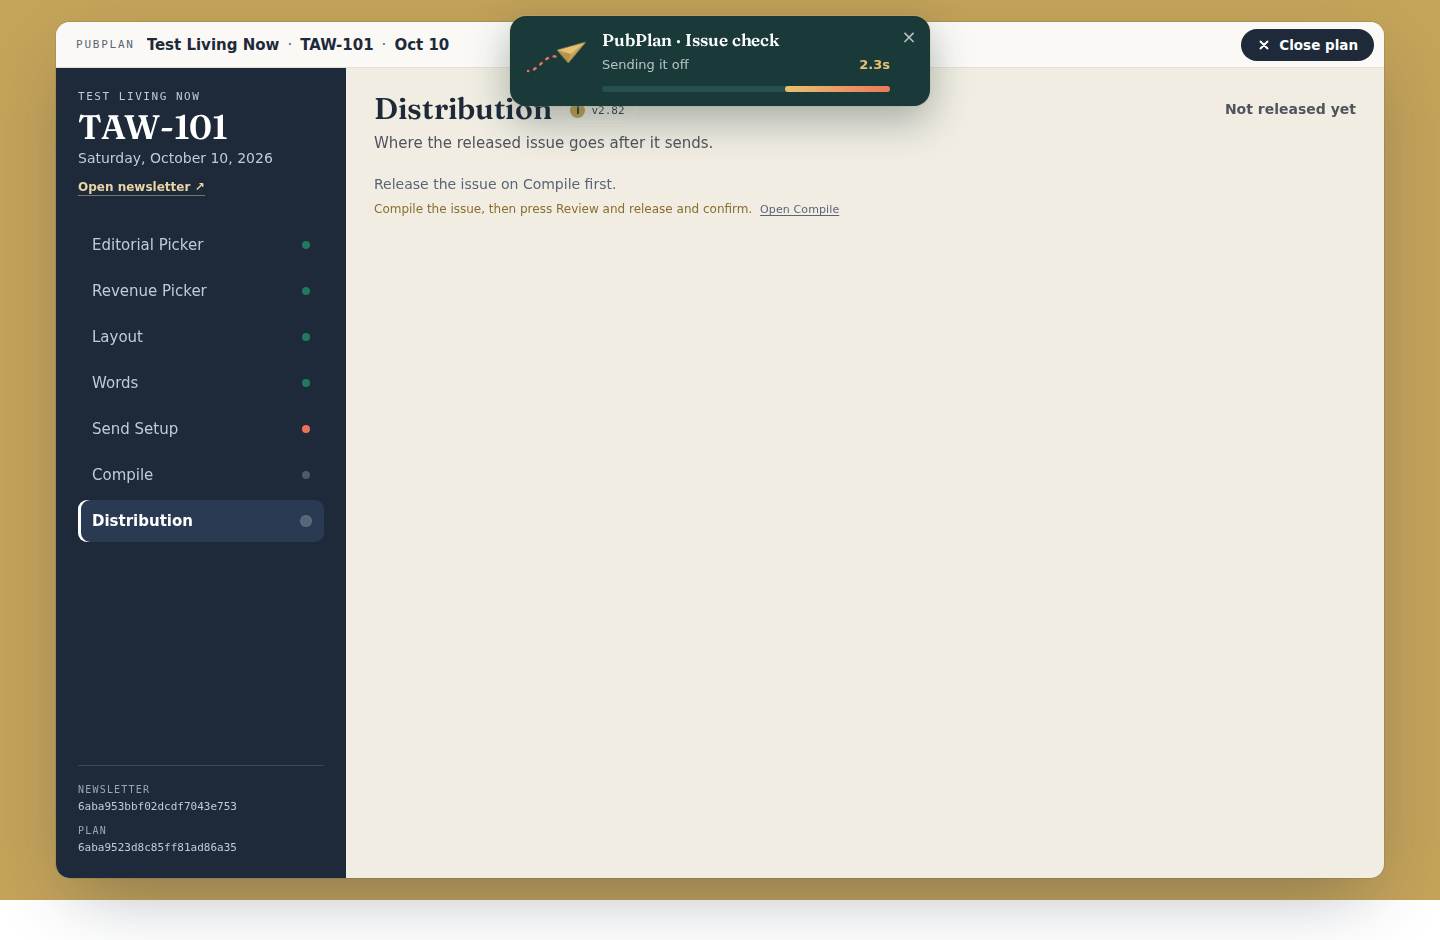 PUBPLAN Test Living Now · TAW-101 · Oct 10
PubPlan · Issue check ×
Sending it off 2.3s
× Close plan
TEST LIVING NOW
TAW-101
Saturday, October 10, 2026
Open newsletter ↗
Editorial Picker
Revenue Picker
Layout
Words
Send Setup
Compile
Distribution
NEWSLETTER
6aba953bbf02dcdf7043e753
PLAN
6aba9523d8c85ff81ad86a35
Distribution i v2.82
Not released yet
Where the released issue goes after it sends.
Release the issue on Compile first.
Compile the issue, then press Review and release and confirm. Open Compile